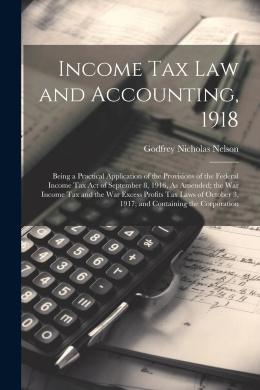 Income Tax Law
and Accounting,
1918
Godfrey Nicholas Nelson
Being a Practical Application of the Provisions of the Federal
Income Tax Act of September 8, 1916, As Amended; the War
Income Tax and the War Excess Profits Tax Laws of October 3,
1917; and Containing the Corporation